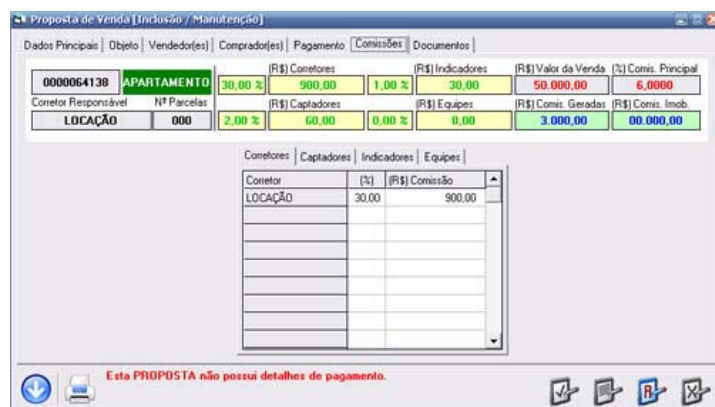 Proposta de Venda [Inclusão / Manutenção]
Dados Principais Objeto Vendedor(es) Comprador(es) Pagamento Comissões Documentos
(R$) Corretores (R$) Indicadores (R$) Valor da Venda (%) Comis. Principal
0000064138 APARTAMENTO 30,00 % 900,00 1,00 % 30,00 50.000,00 6,0000
Corretor Responsável Nº Parcelas (R$) Captadores (R$) Equipes (R$) Comis. Geradas (R$) Comis. Imob.
LOCAÇÃO 000 2,00 % 60,00 0,00 % 0,00 3.000,00 00.000,00
Corretores Captadores Indicadores Equipes
Corretor (%) (R$) Comissão
LOCAÇÃO 30,00 900,00
Esta PROPOSTA não possui detalhes de pagamento.
R